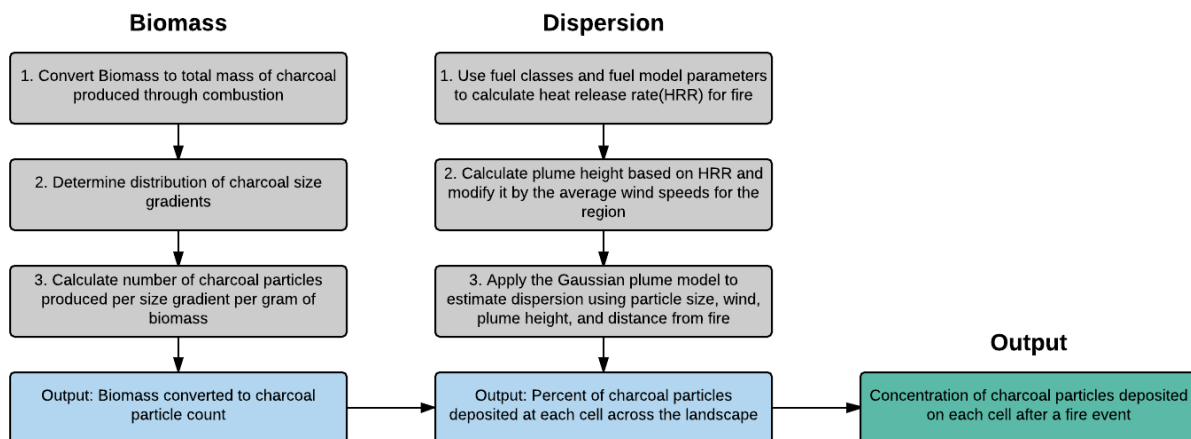 Biomass
1. Convert Biomass to total mass of charcoal
produced through combustion
2. Determine distribution of charcoal size
gradients
3. Calculate number of charcoal particles
produced per size gradient per gram of
biomass
Output: Biomass converted to charcoal
particle count
Dispersion
1. Use fuel classes and fuel model parameters
to calculate heat release rate(HRR) for fire
2. Calculate plume height based on HRR and
modify it by the average wind speeds for the
region
3. Apply the Gaussian plume model to
estimate dispersion using particle size, wind,
plume height, and distance from fire
Output: Percent of charcoal particles
deposited at each cell across the landscape
Output
Concentration of charcoal particles deposited
on each cell after a fire event